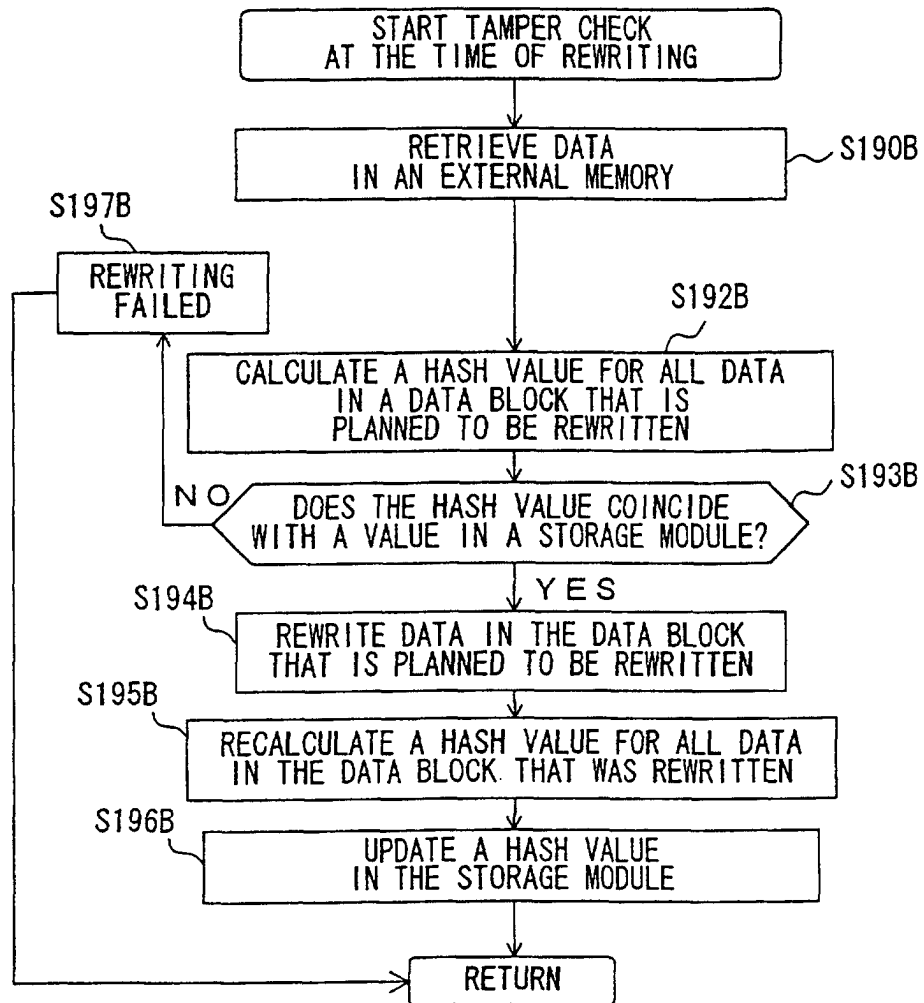 START TAMPER CHECK
AT THE TIME OF REWRITING
RETRIEVE DATA
IN AN EXTERNAL MEMORY
S190B
S197B
REWRITING
FAILED
S192B
CALCULATE A HASH VALUE FOR ALL DATA
IN A DATA BLOCK THAT IS
PLANNED TO BE REWRITTEN
S193B
NO
DOES THE HASH VALUE COINCIDE
WITH A VALUE IN A STORAGE MODULE?
YES
S194B
REWRITE DATA IN THE DATA BLOCK
THAT IS PLANNED TO BE REWRITTEN
S195B
RECALCULATE A HASH VALUE FOR ALL DATA
IN THE DATA BLOCK THAT WAS REWRITTEN
S196B
UPDATE A HASH VALUE
IN THE STORAGE MODULE
RETURN